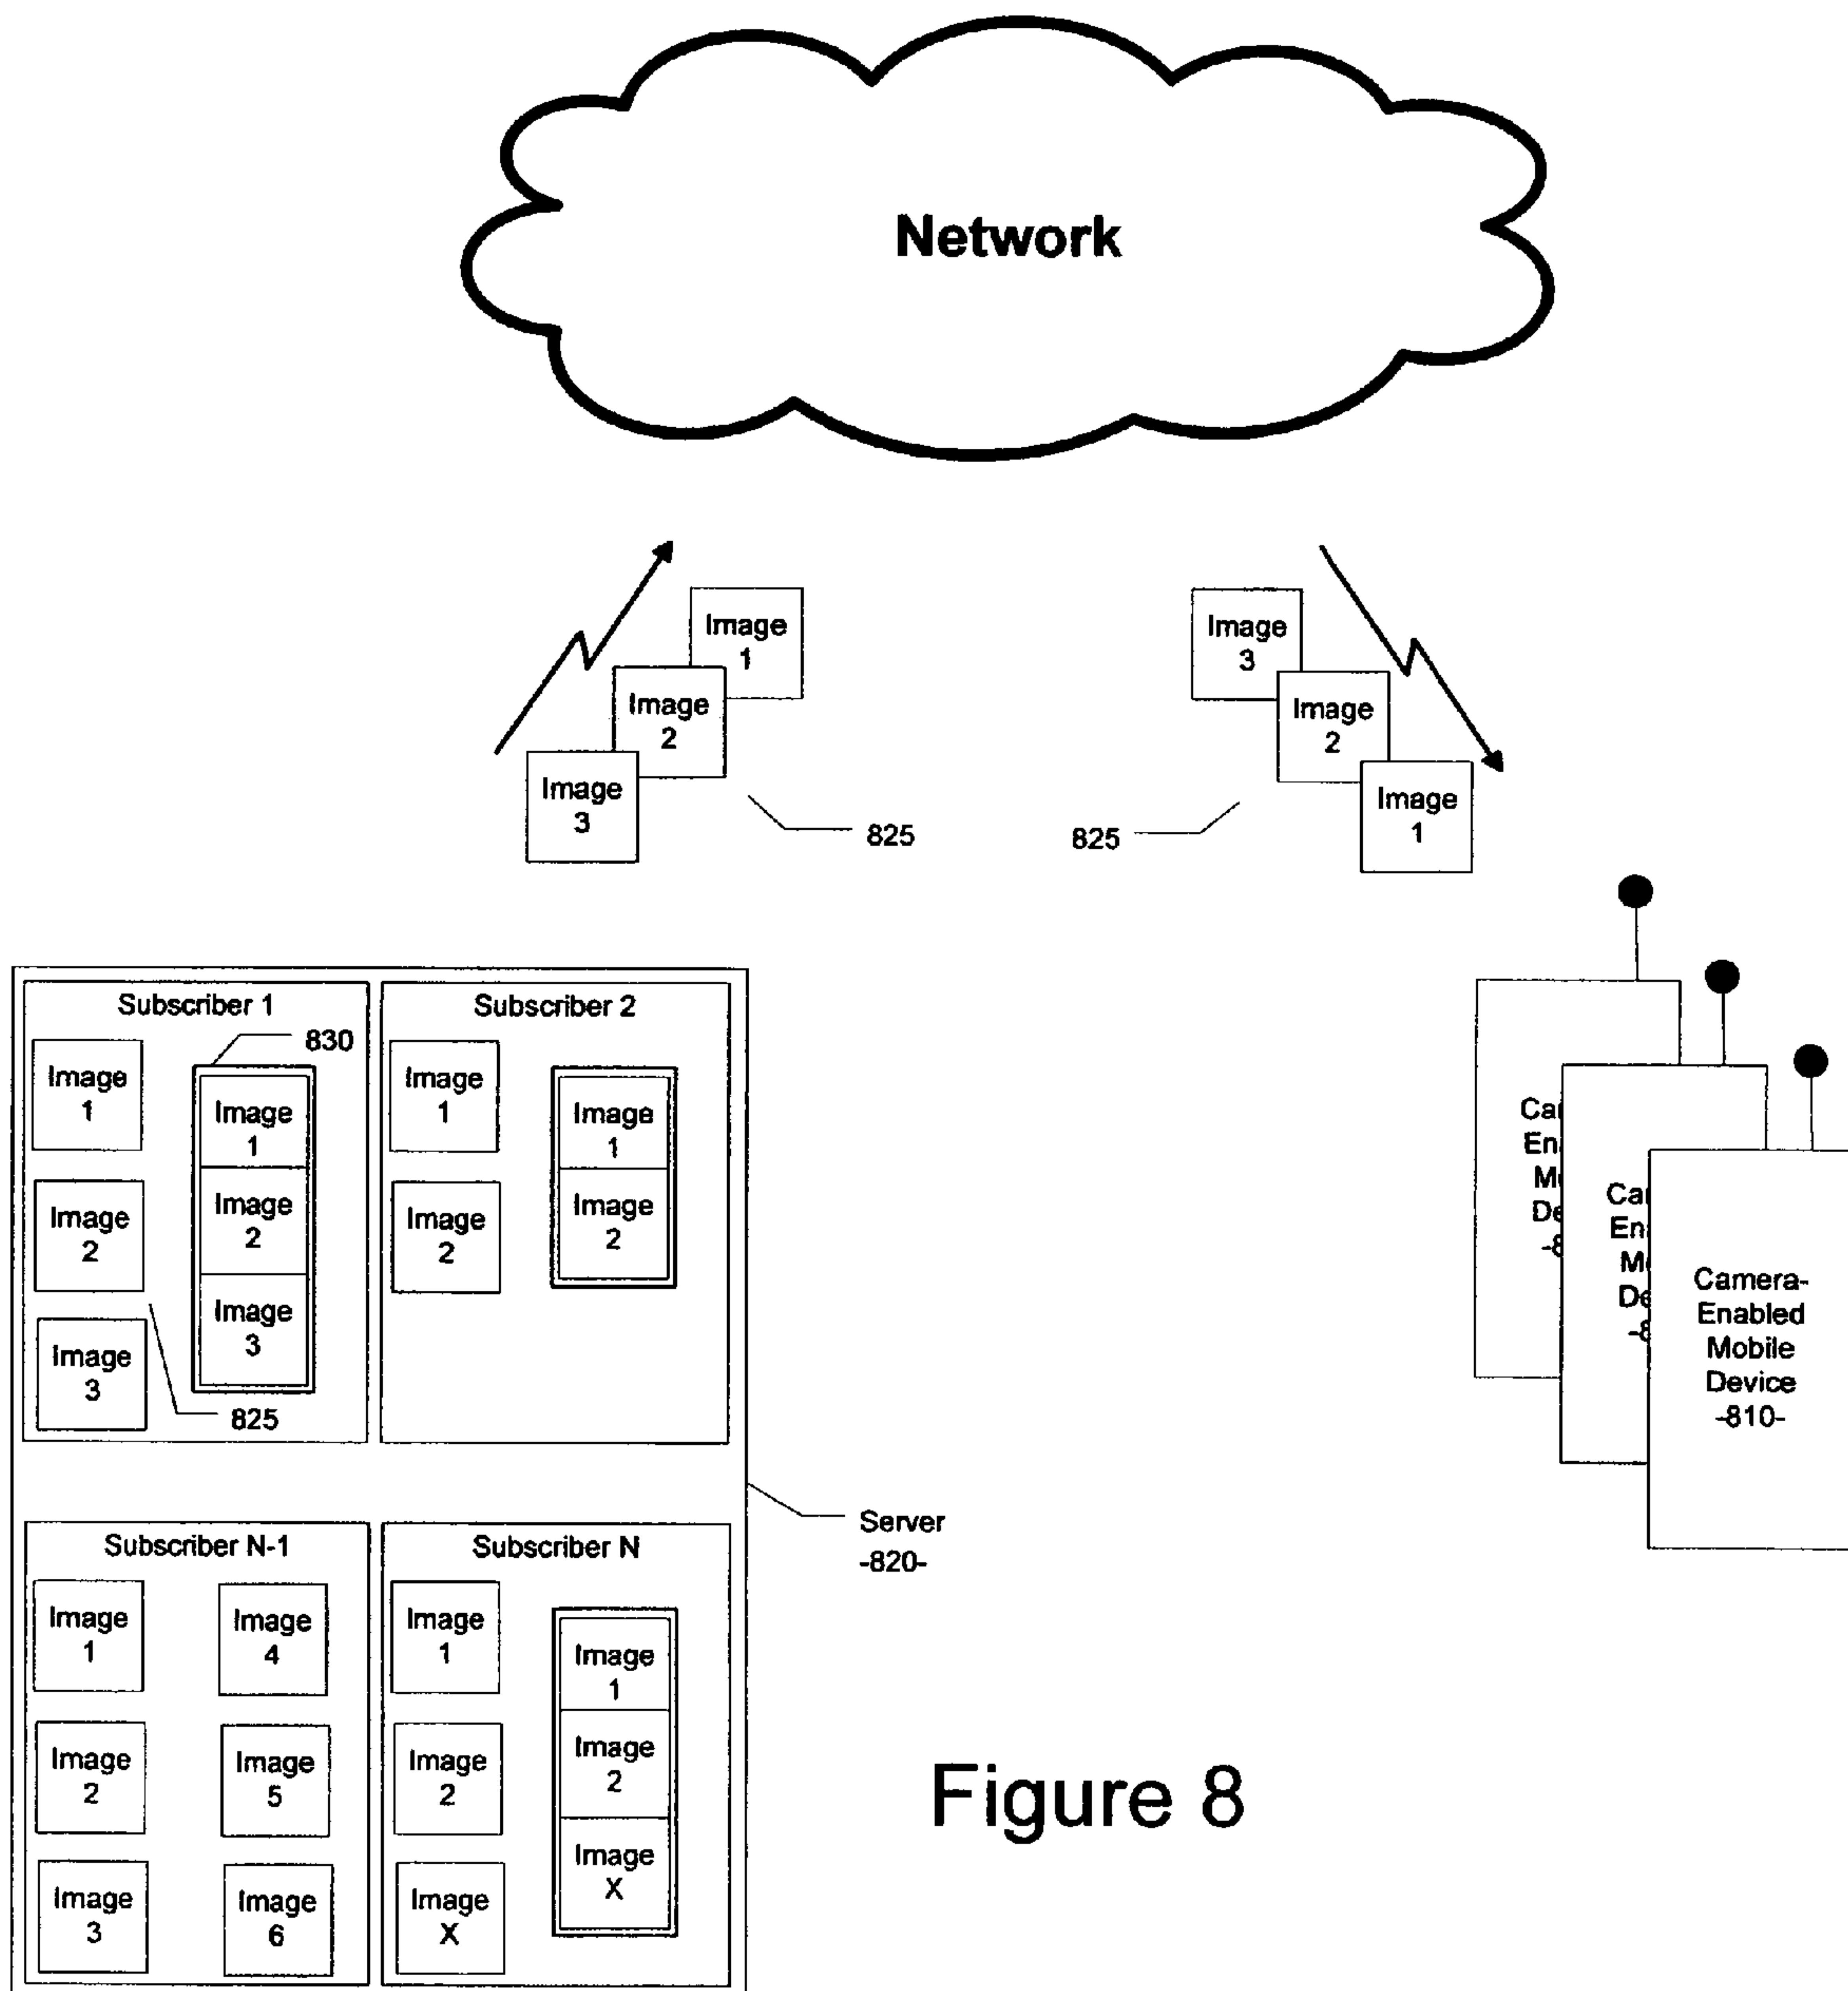 Network
Image
1
Image
2
Image
3
825
Image
3
Image
2
Image
1
825
Subscriber 1
830
Image
1
Image
2
Image
3
Image
1
Image
2
Image
3
825
Subscriber 2
Image
1
Image
2
Image
1
Image
2
Subscriber N-1
Image
1
Image
2
Image
3
Image
4
Image
5
Image
6
Subscriber N
Image
1
Image
2
Image
X
Image
1
Image
2
Image
X
Server
-820-
Camera-
Enabled
Mobile
Device
-810-
Figure 8